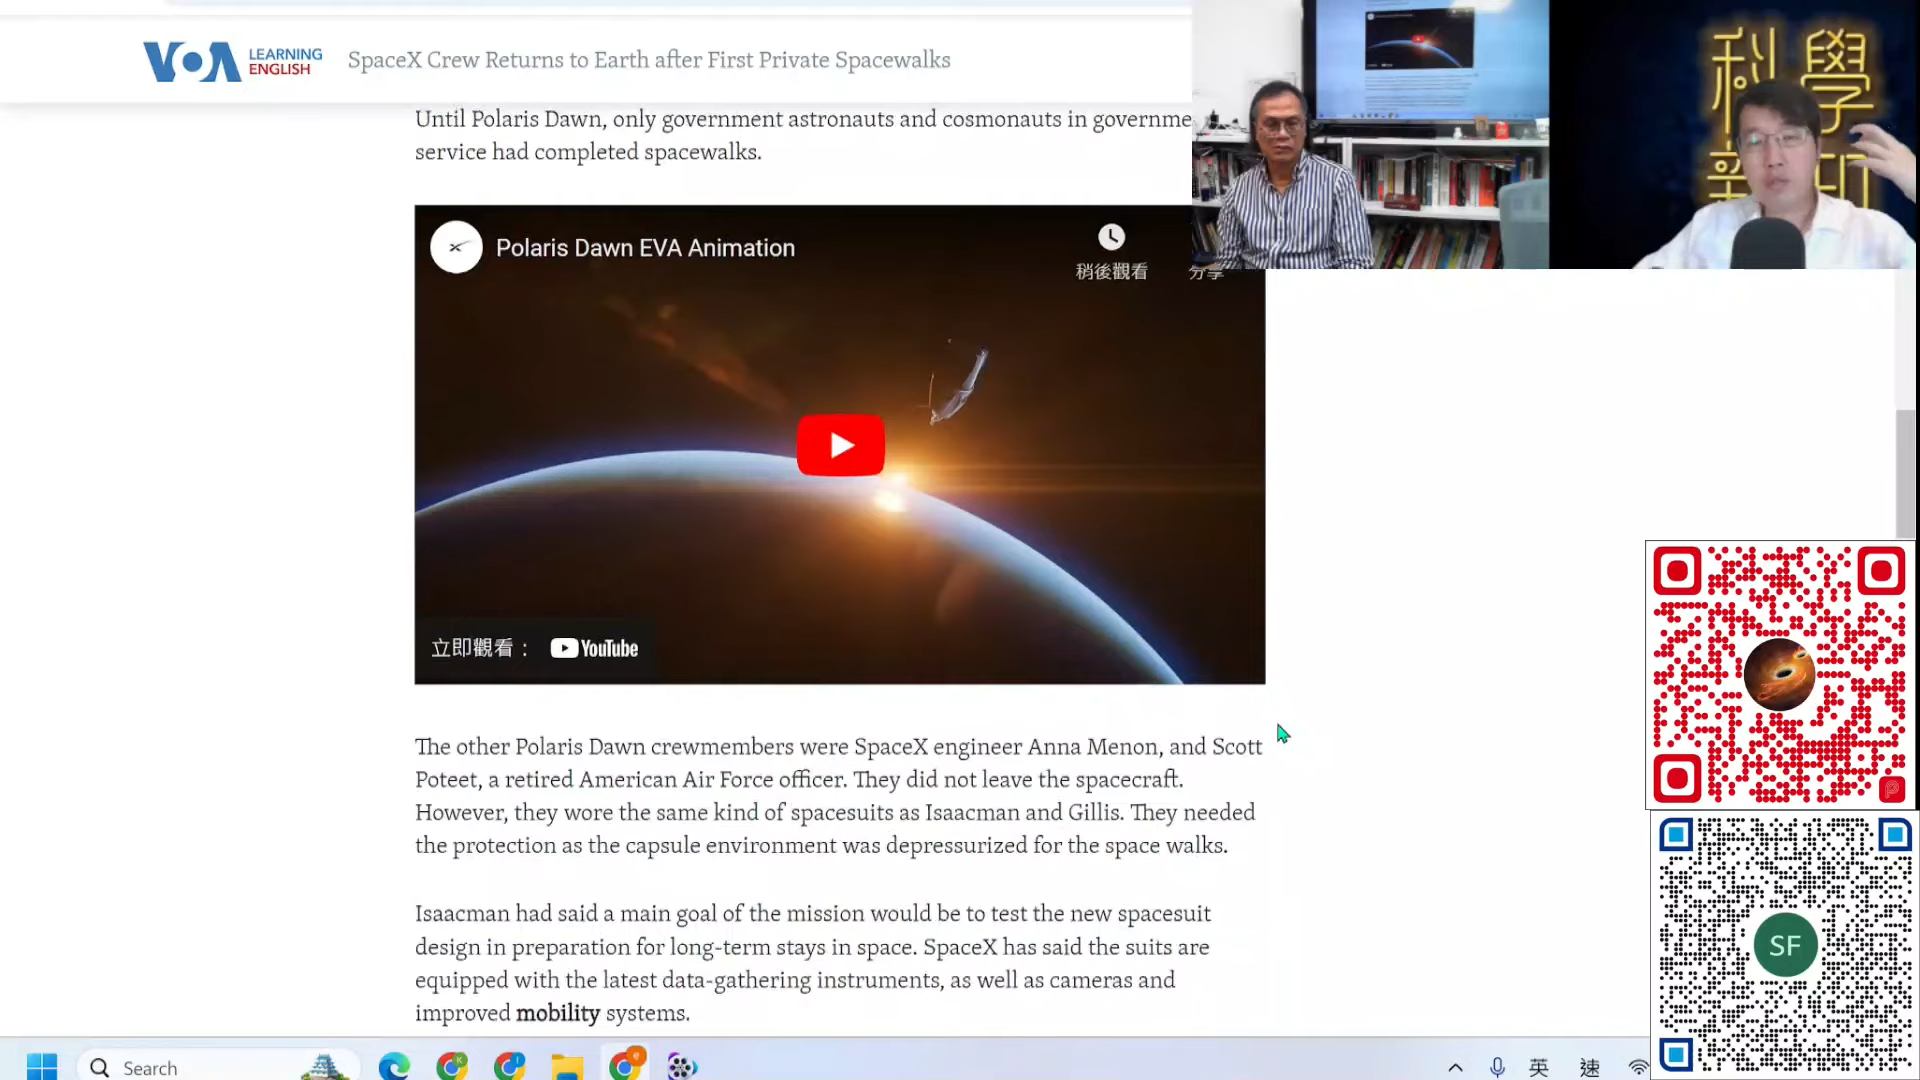 VOA LEARNING ENGLISH
SpaceX Crew Returns to Earth after First Private Spacewalks
Until Polaris Dawn, only government astronauts and cosmonauts in governme
service had completed spacewalks.
Polaris Dawn EVA Animation
稍後觀看
分享
立即觀看：
YouTube
The other Polaris Dawn crewmembers were SpaceX engineer Anna Menon, and Scott
Poteet, a retired American Air Force officer. They did not leave the spacecraft.
However, they wore the same kind of spacesuits as Isaacman and Gillis. They needed
the protection as the capsule environment was depressurized for the space walks.
Isaacman had said a main goal of the mission would be to test the new spacesuit
design in preparation for long-term stays in space. SpaceX has said the suits are
equipped with the latest data-gathering instruments, as well as cameras and
improved mobility systems.
科學
SF
Search
英
速